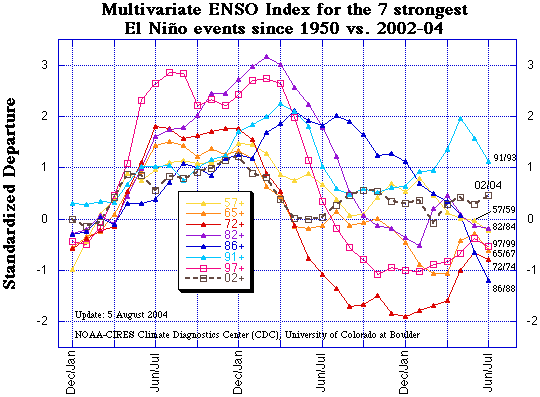 Multivariate ENSO Index for the 7 strongest
El Niño events since 1950 vs. 2002-04
Standardized Departure
3
2
1
0
-1
-2
3
2
1
0
-1
-2
91/93
02/04
57/59
82/84
97/99
65/67
72/74
86/88
57+
65+
72+
82+
86+
91+
97+
02+
Update: 5 August 2004
NOAA-CIRES Climate Diagnostics Center (CDC), University of Colorado at Boulder
Dec/Jan
Jun/Jul
Dec/Jan
Jun/Jul
Dec/Jan
Jun/Jul